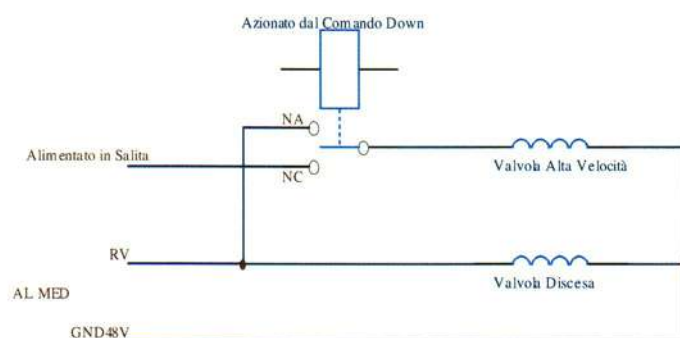 Azionato dal Comando Down
NA
Alimentato in Salita
NC
Valvola Alta Velocità
RV
AL MED
Valvola Discesa
GND48V